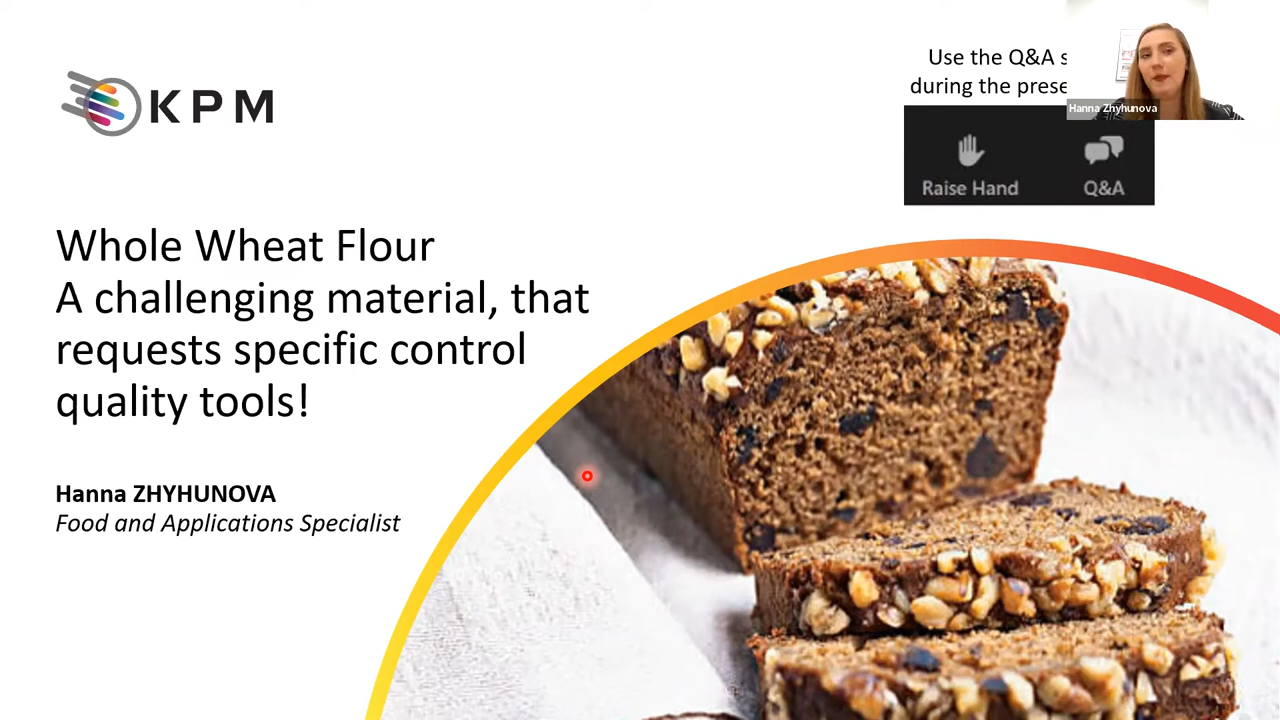 KPM
Use the Q&A
during the
Hanna Zhyhunova
Raise Hand
Q&A
Whole Wheat Flour
A challenging material, that
requests specific control
quality tools!
Hanna ZHYHUNOVA
Food and Applications Specialist